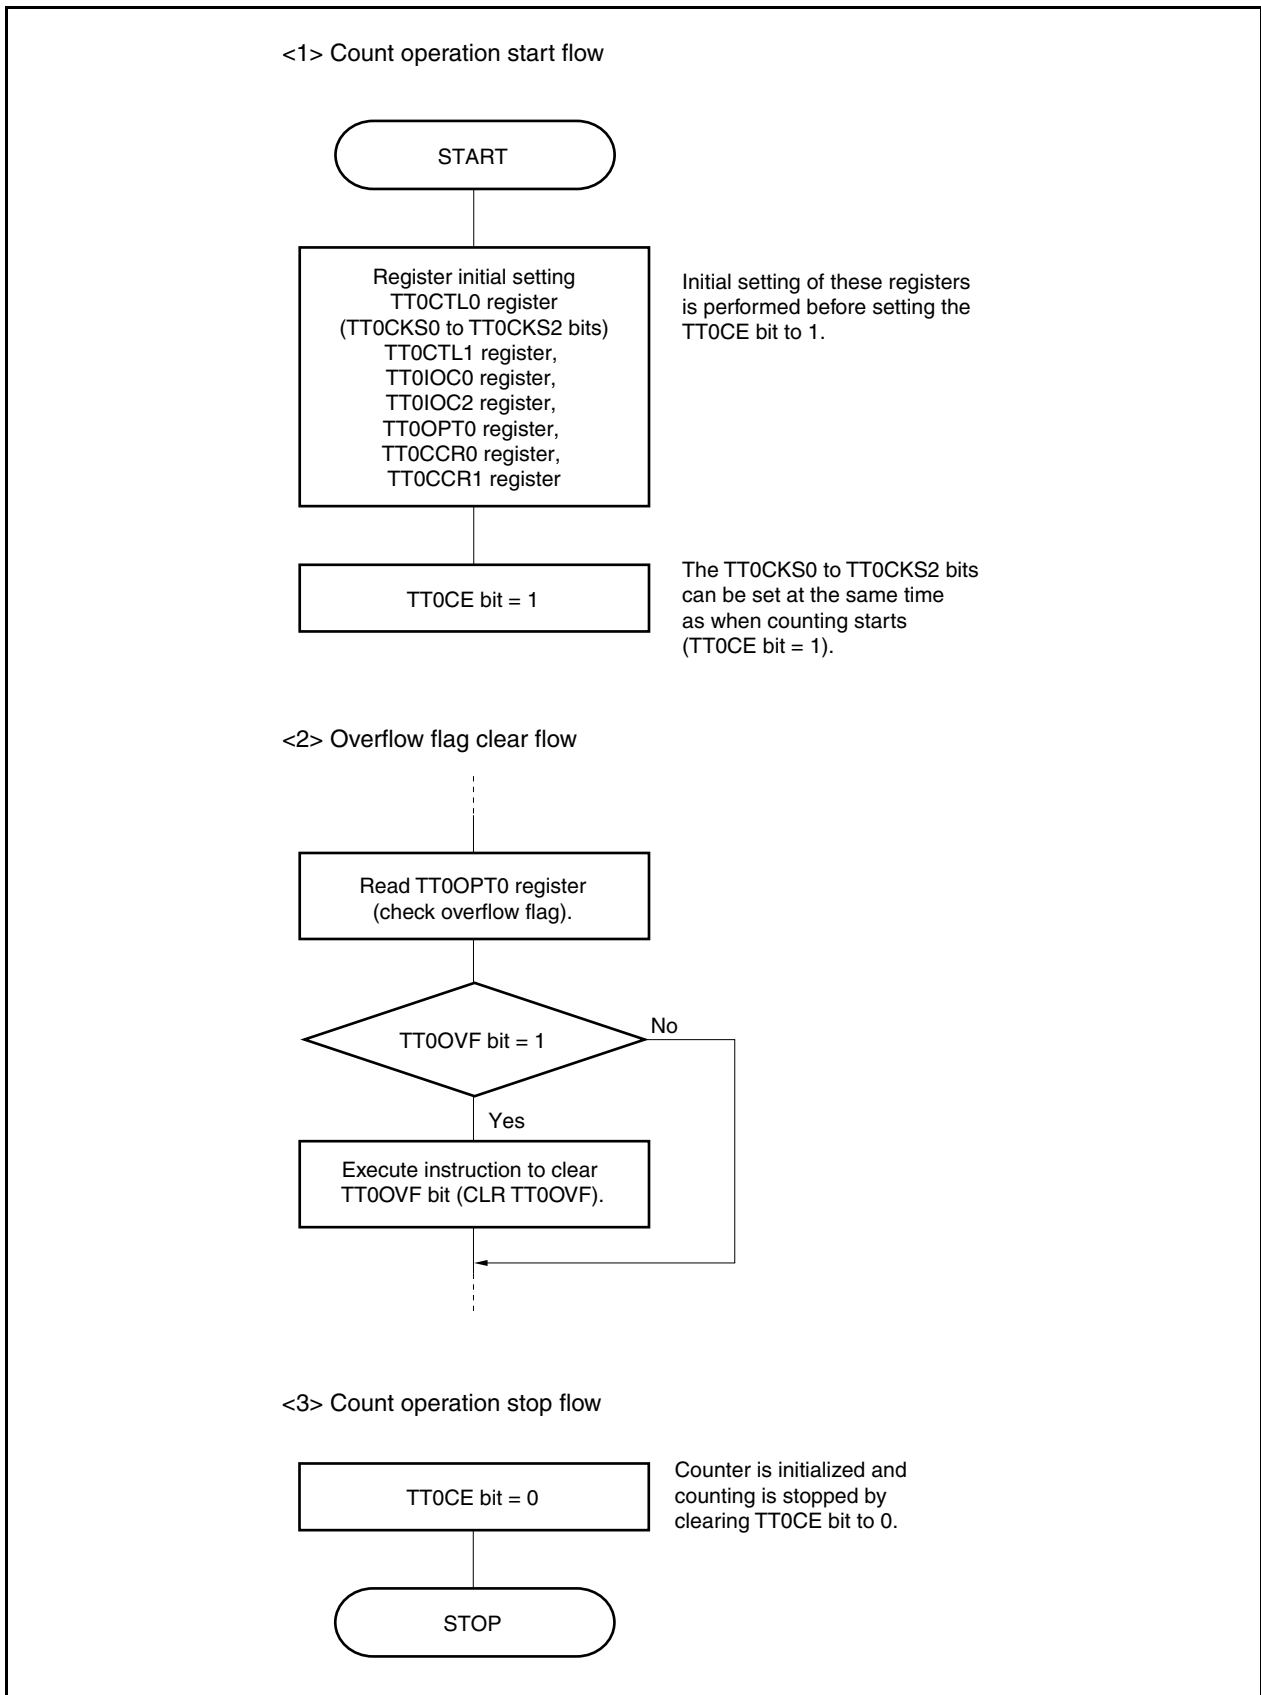 <1> Count operation start flow
START
Register initial setting
TT0CTL0 register
(TT0CKS0 to TT0CKS2 bits)
TT0CTL1 register,
TT0IOC0 register,
TT0IOC2 register,
TT0OPT0 register,
TT0CCR0 register,
TT0CCR1 register
Initial setting of these registers
is performed before setting the
TT0CE bit to 1.
TT0CE bit = 1
The TT0CKS0 to TT0CKS2 bits
can be set at the same time
as when counting starts
(TT0CE bit = 1).
<2> Overflow flag clear flow
Read TT0OPT0 register
(check overflow flag).
TT0OVF bit = 1
No
Yes
Execute instruction to clear
TT0OVF bit (CLR TT0OVF).
<3> Count operation stop flow
TT0CE bit = 0
Counter is initialized and
counting is stopped by
clearing TT0CE bit to 0.
STOP